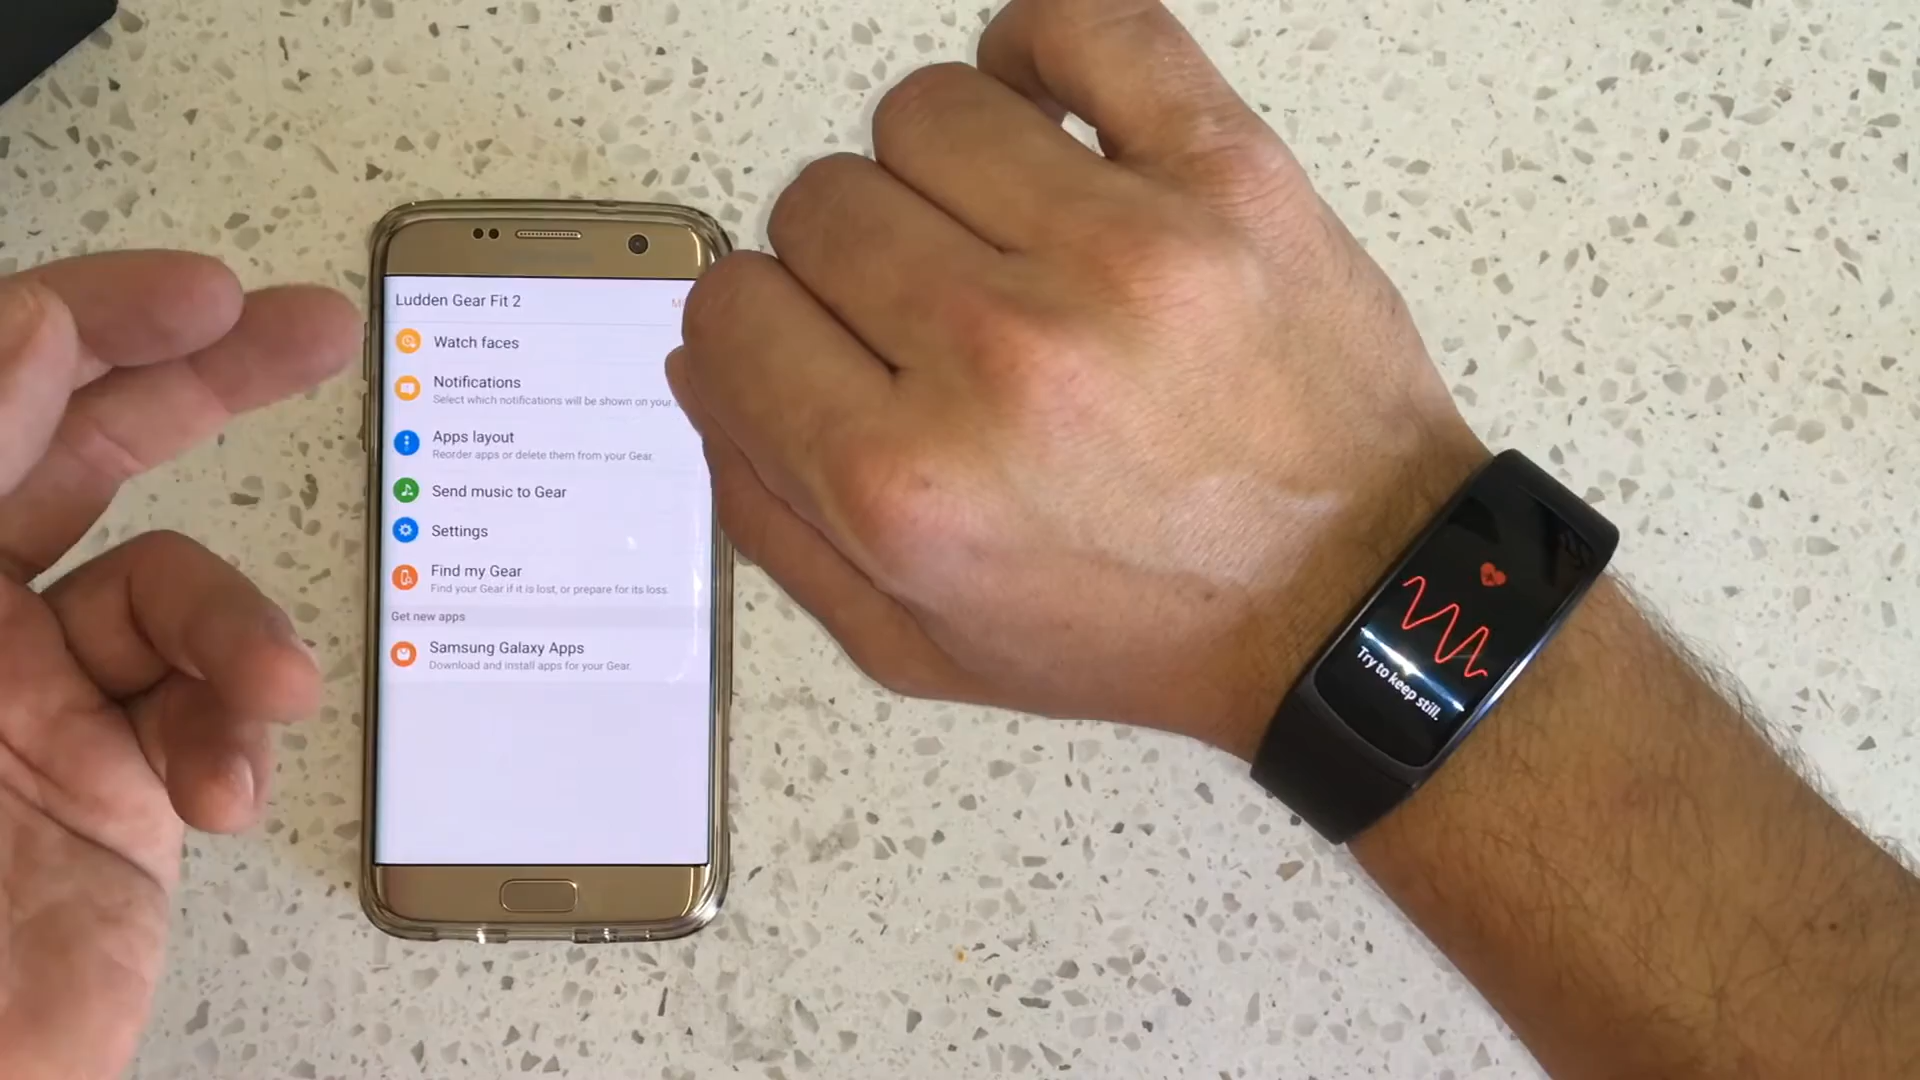 Ludden Gear Fit 2
Watch faces
Notifications
Select which notifications will be shown on your
Apps layout
Reorder apps or delete them from your Gear.
Send music to Gear
Settings
Find my Gear
Find your Gear if it is lost, or prepare for its loss.
Get new apps
Samsung Galaxy Apps
Download and install apps for your Gear.
Try to keep still.